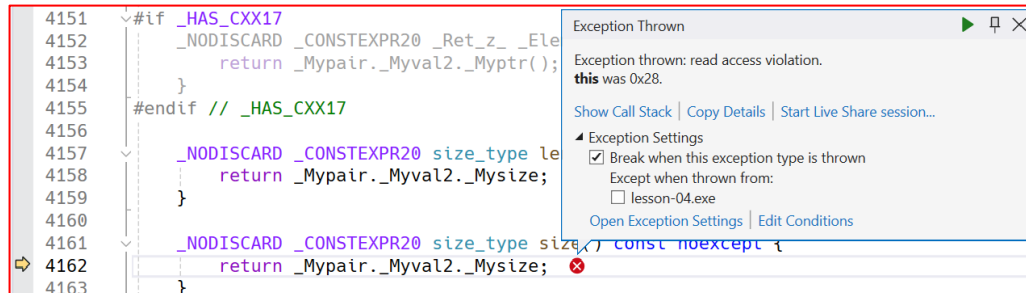 4151 #if _HAS_CXX17
4152 _NODISCARD _CONSTEXPR20 _Ret_z_ _Ele
4153 return _Mypair._Myval2._Myptr();
4154 }
4155 #endif // _HAS_CXX17
4156
4157 _NODISCARD _CONSTEXPR20 size_type le
4158 return _Mypair._Myval2._Mysize;
4159 }
4160
4161 _NODISCARD _CONSTEXPR20 size_type size() const noexcept {
4162 return _Mypair._Myval2._Mysize;
4163 }
Exception Thrown
Exception thrown: read access violation.
this was 0x28.
Show Call Stack | Copy Details | Start Live Share session...
Exception Settings
Break when this exception type is thrown
Except when thrown from:
lesson-04.exe
Open Exception Settings | Edit Conditions